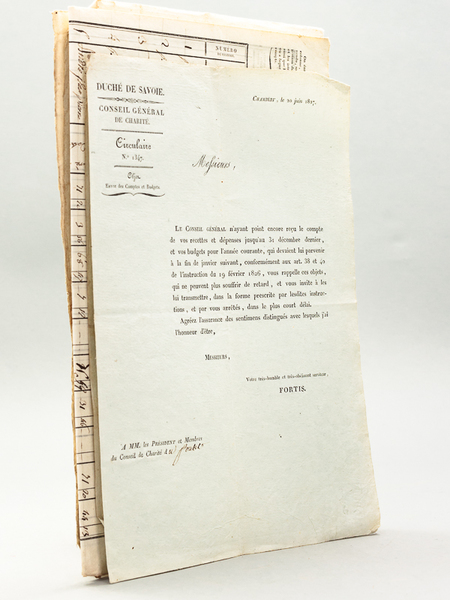 DUCHÉ DE SAVOIE.
CONSEIL GÉNÉRAL
DE CHARITÉ.
Circulaire
N.º 1347.
Objet
Envoi des Comptes et Budgets
CHAMBÉRY, le 20 juin 1827.
Messieurs,
LE CONSEIL GÉNÉRAL n'ayant point encore reçu le compte
de vos recettes et dépenses jusqu'au 31 décembre dernier,
et vos budgets pour l'année courante, qui devaient lui parvenir
à la fin de janvier suivant, conformément aux art. 38 et 40
de l'instruction du 19 février 1826, vous rappelle ces objets,
qui ne peuvent plus souffrir de retard, et vous invite à les
lui transmettre, dans la forme prescrite par lesdites instruc-
tions, et par vous arrêtés, dans le plus court délai.
Agréez l'assurance des sentimens distingués avec lesquels j'ai
l'honneur d'être,
MESSIEURS,
Votre très-humble et très-obéissant serviteur,
FORTIS.
A MM. les PRÉSIDENT et Membres
du Conseil de Charité d
NUMÉRO